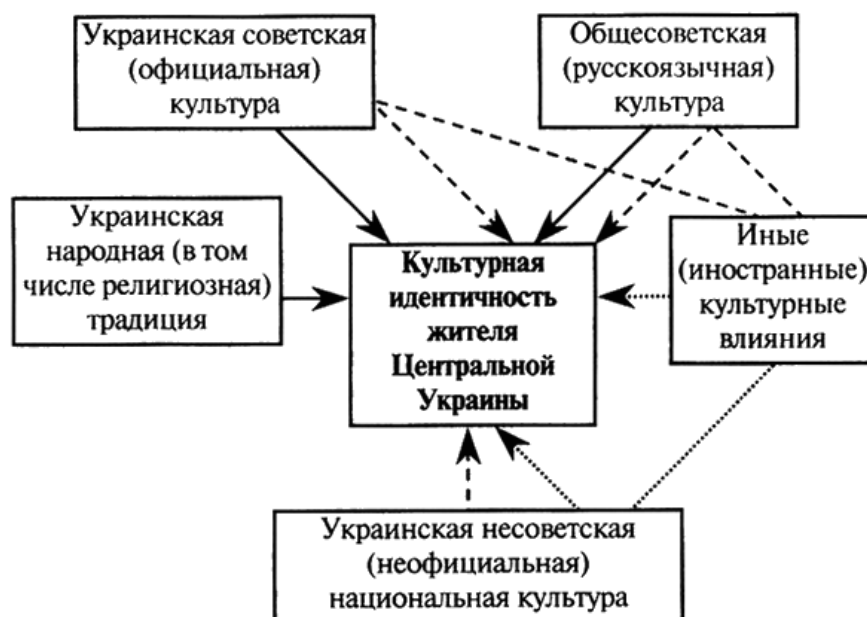 Украинская советская
(официальная)
культура
Общесоветская
(русскоязычная)
культура
Украинская
народная (в том
числе религиозная)
традиция
Культурная
идентичность
жителя
Центральной
Украины
Иные
(иностранные)
культурные
влияния
Украинская несоветская
(неофициальная)
национальная культура